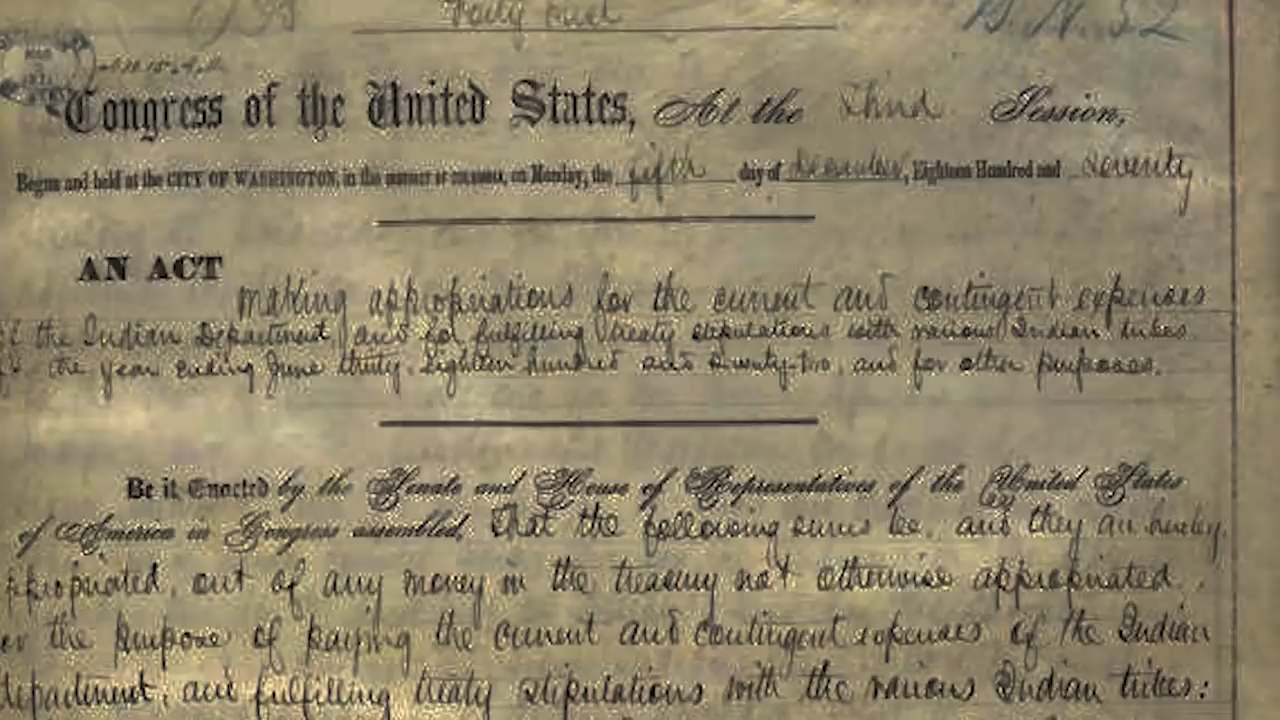 Forty first
Congress of the United States, At the Third Session,
Begun and held at the CITY OF WASHINGTON, in the District of Columbia, on Monday, the fifth day of December, Eighteen Hundred and seventy
AN ACT
making appropriations for the current and contingent expenses
the Indian Department, and for fulfilling treaty stipulations with various Indian tribes
the year ending June thirty, Eighteen hundred and seventy-two, and for other purposes.
Be it Enacted by the Senate and House of Representatives of the United States
of America in Congress assembled, That the following sums be, and they are hereby,
ppropriated, out of any money in the treasury not otherwise appropriated,
or the purpose of paying the current and contingent expenses of the Indian
department, and fulfilling treaty stipulations with the various Indian tribes: